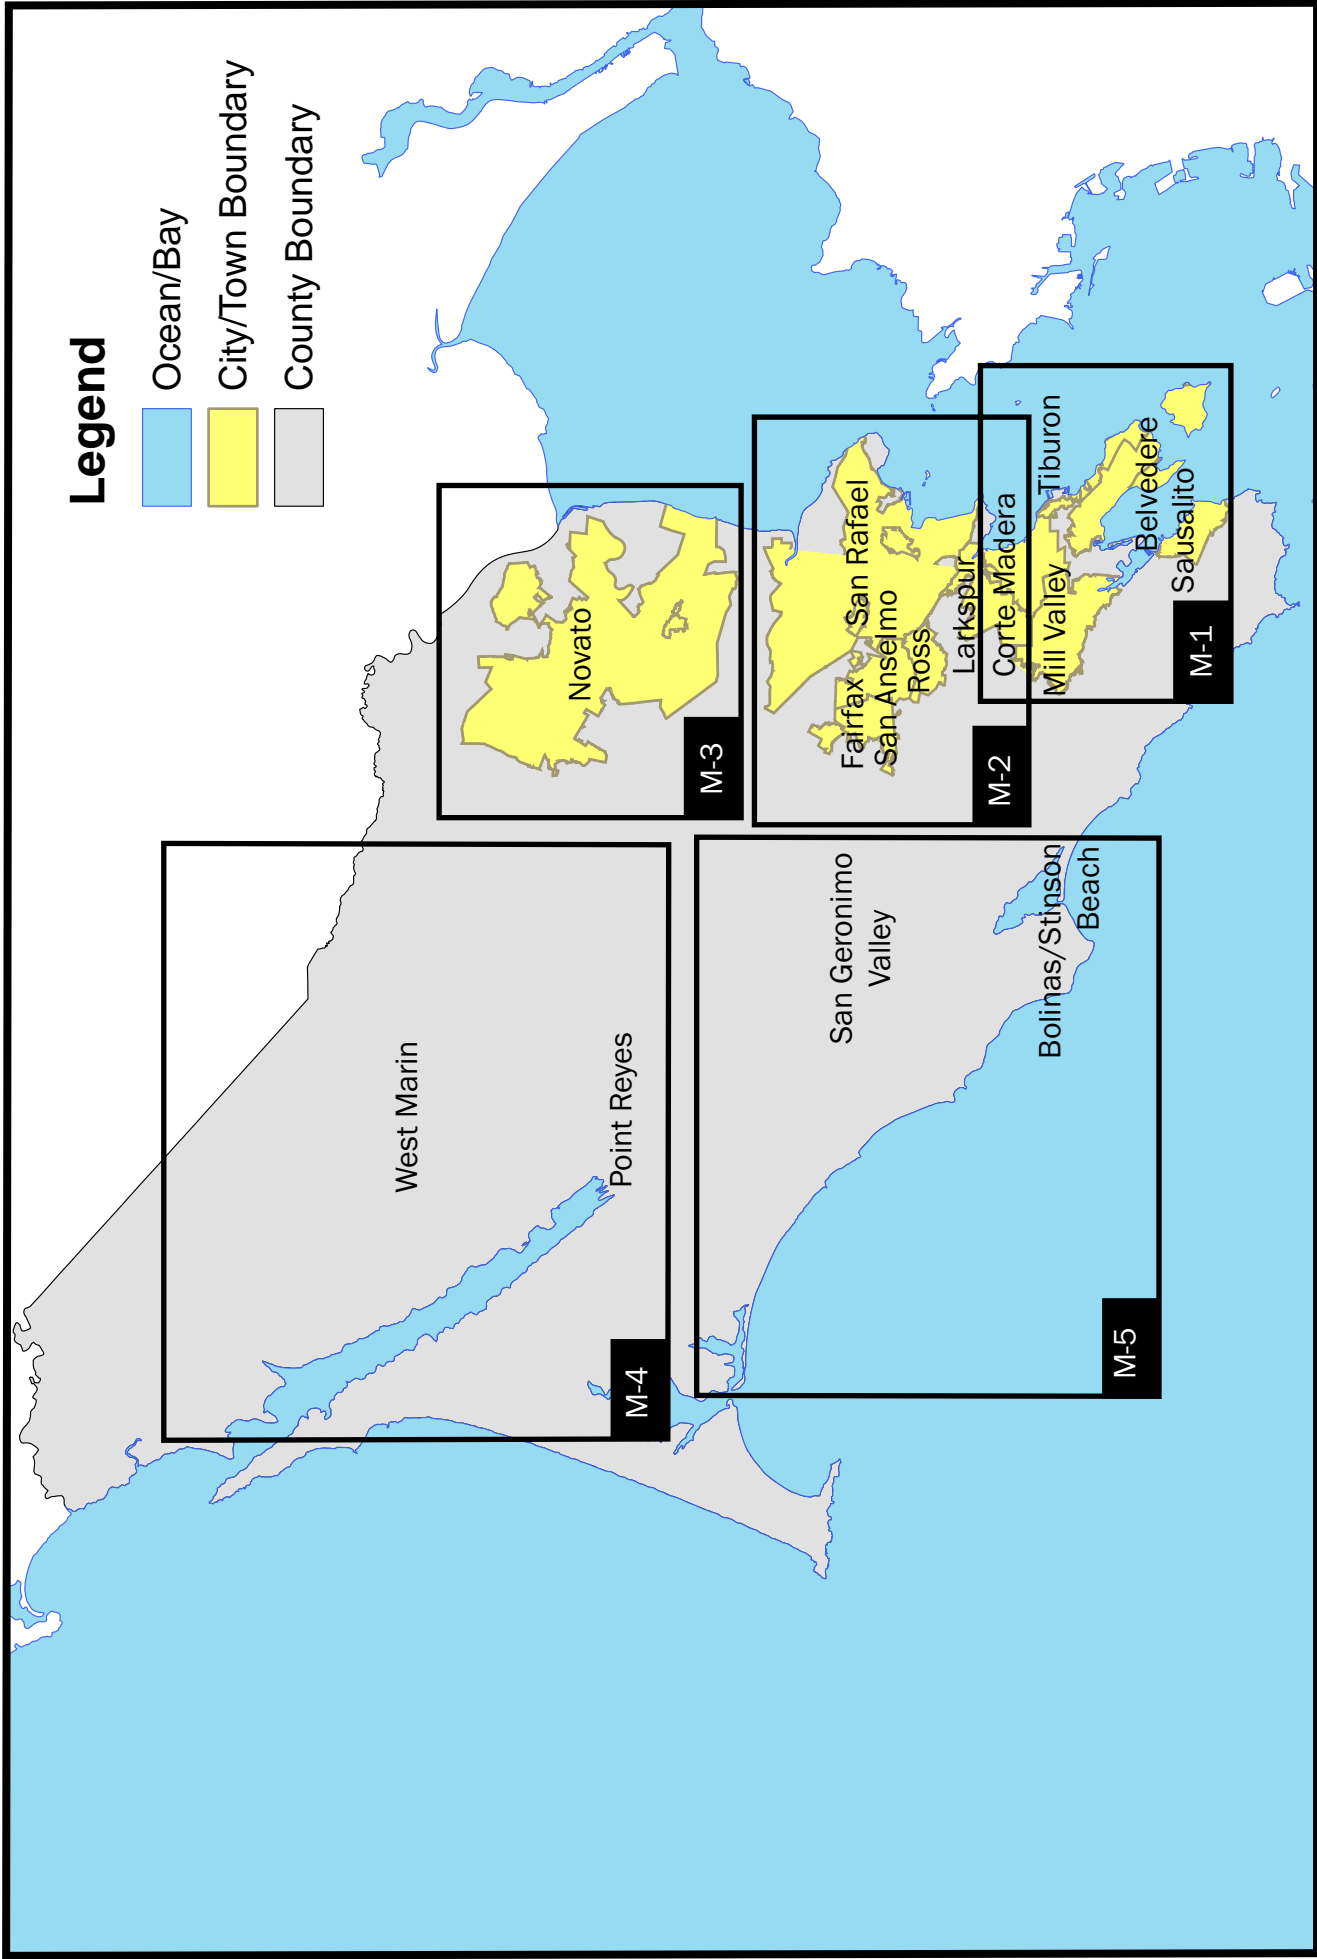 Legend
Ocean/Bay
City/Town Boundary
County Boundary
West Marin
Point Reyes
M-4
Novato
M-3
San Geronimo
Valley
Bolinas/Stinson
Beach
M-5
San Rafael
Fairfax
San Anselmo
Ross
Larkspur
M-2
Corte Madera
Tiburon
Mill Valley
Belvedere
Sausalito
M-1